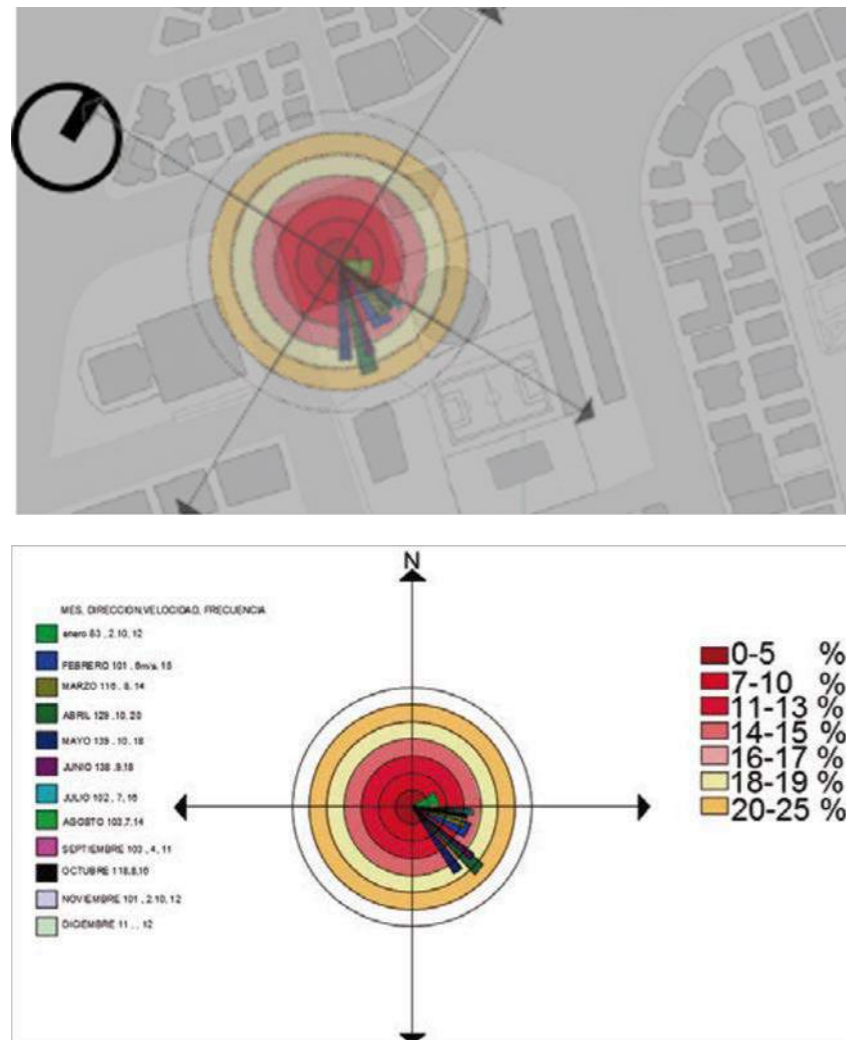 N
MES, DIRECCION,VELOCIDAD, FRECUENCIA
enero 83 , 2.10, 12
FEBRERO 101 , 6m/s, 15
MARZO 116 , 8, 14
ABRIL 129 ,10, 20
MAYO 139 , 10, 18
JUNIO 138 ,9,18
JULIO 102 , 7, 16
AGOSTO 103,7,14
SEPTIEMBRE 103 , 4, 11
OCTUBRE 118,8,16
NOVIEMBRE 101 , 2.10, 12
DICIEMBRE 11 , , 12
0-5 %
7-10 %
11-13 %
14-15 %
16-17 %
18-19 %
20-25 %